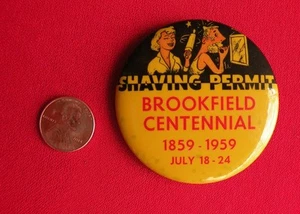 SHAVING PERMIT
BROOKFIELD
CENTENNIAL
1859 - 1959
JULY 18 - 24